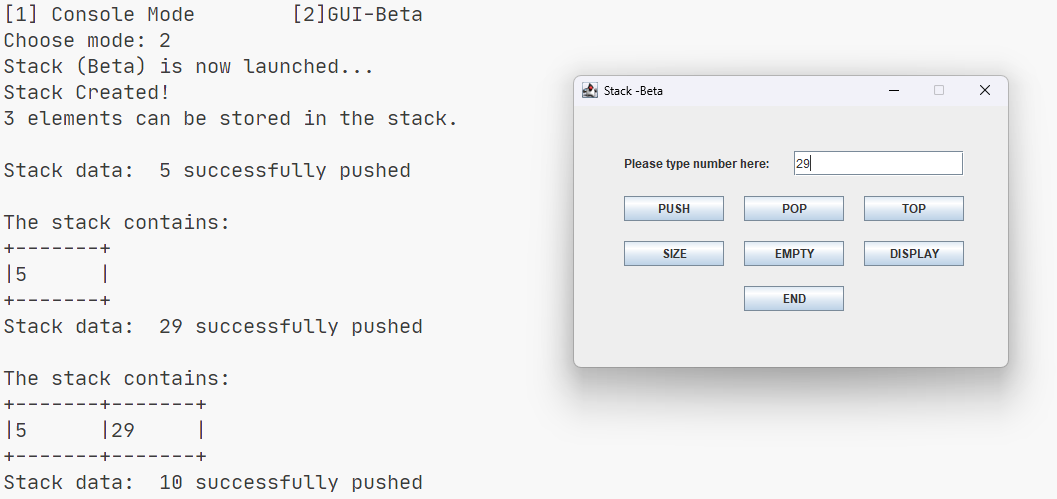 [1] Console Mode        [2]GUI-Beta
Choose mode: 2
Stack (Beta) is now launched...
Stack Created!
3 elements can be stored in the stack.
Stack data:  5 successfully pushed
The stack contains:
+-------+
|5      |
+-------+
Stack data:  29 successfully pushed
The stack contains:
+-------+-------+
|5      |29     |
+-------+-------+
Stack data:  10 successfully pushed
Stack -Beta
Please type number here: 29
PUSH POP TOP
SIZE EMPTY DISPLAY
END